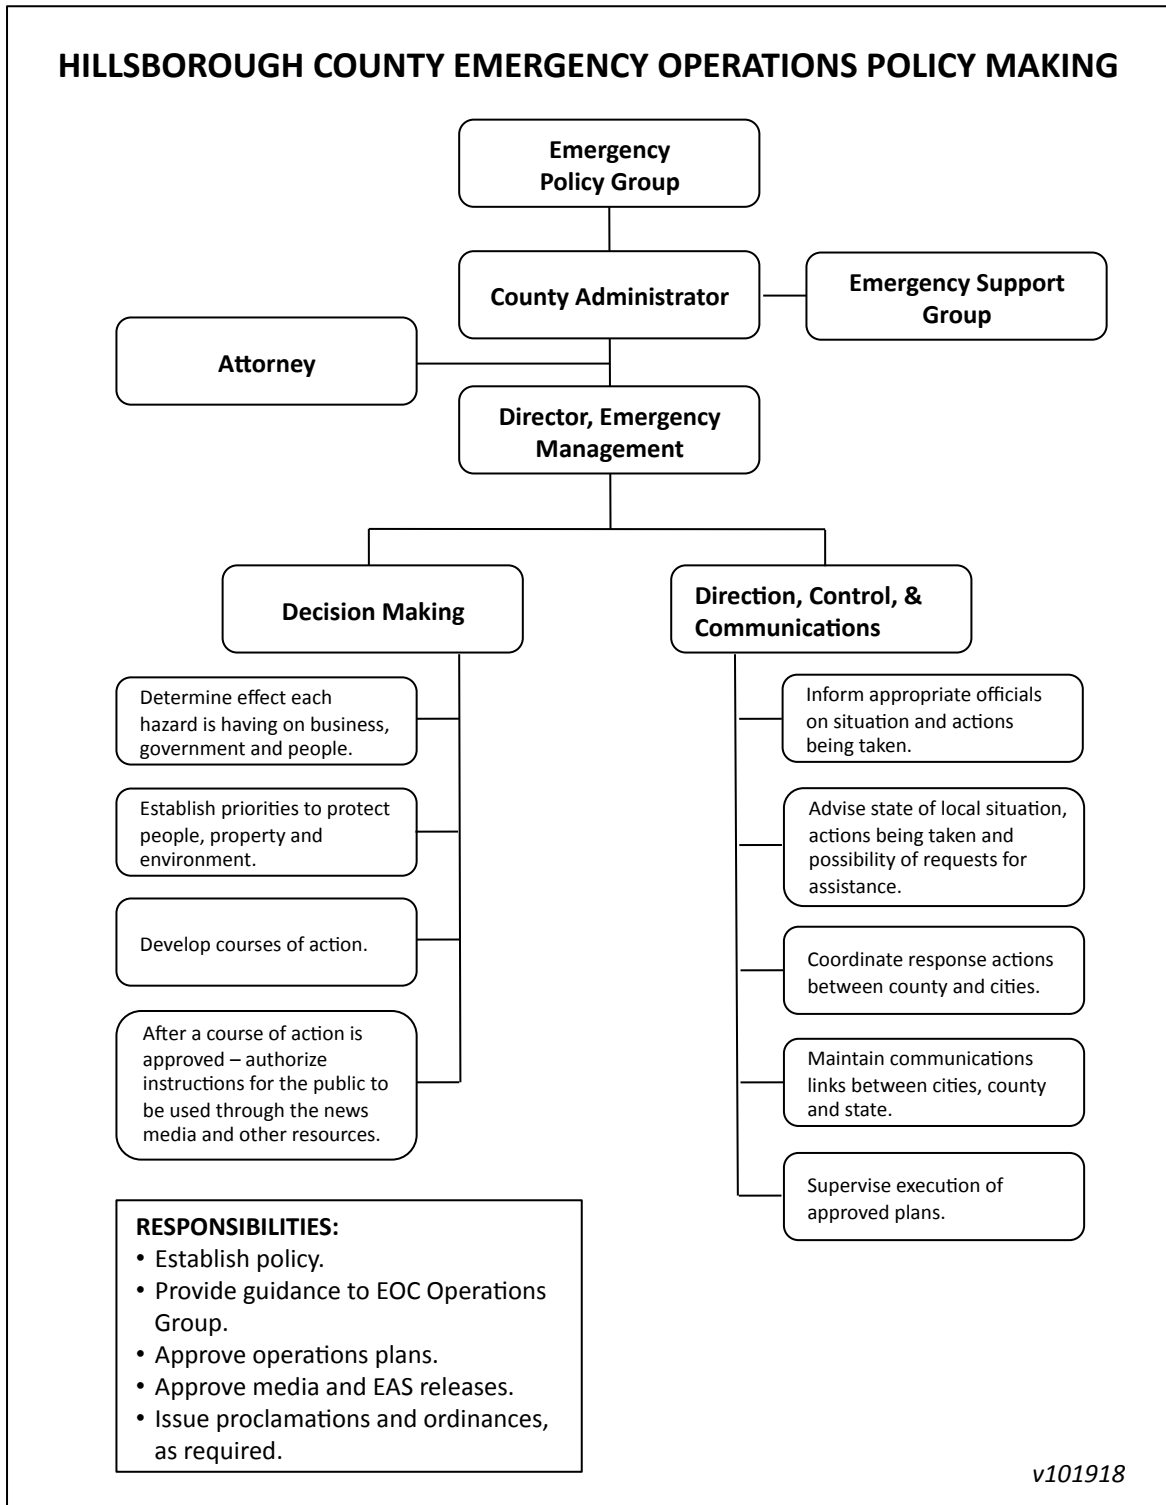 HILLSBOROUGH COUNTY EMERGENCY OPERATIONS POLICY MAKING
Emergency
Policy Group
County Administrator
Emergency Support
Group
Attorney
Director, Emergency
Management
Decision Making
Determine effect each
hazard is having on business,
government and people.
Establish priorities to protect
people, property and
environment.
Develop courses of action.
After a course of action is
approved – authorize
instructions for the public to
be used through the news
media and other resources.
Direction, Control, &
Communications
Inform appropriate officials
on situation and actions
being taken.
Advise state of local situation,
actions being taken and
possibility of requests for
assistance.
Coordinate response actions
between county and cities.
Maintain communications
links between cities, county
and state.
Supervise execution of
approved plans.
RESPONSIBILITIES:
• Establish policy.
• Provide guidance to EOC Operations
Group.
• Approve operations plans.
• Approve media and EAS releases.
• Issue proclamations and ordinances,
as required.
v101918